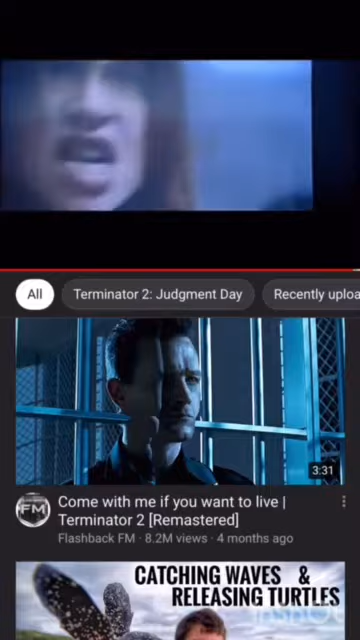 All
Terminator 2: Judgment Day
Recently uploa
3:31
FM
Come with me if you want to live |
Terminator 2 [Remastered]
Flashback FM · 8.2M views · 4 months ago
CATCHING WAVES &
RELEASING TURTLES